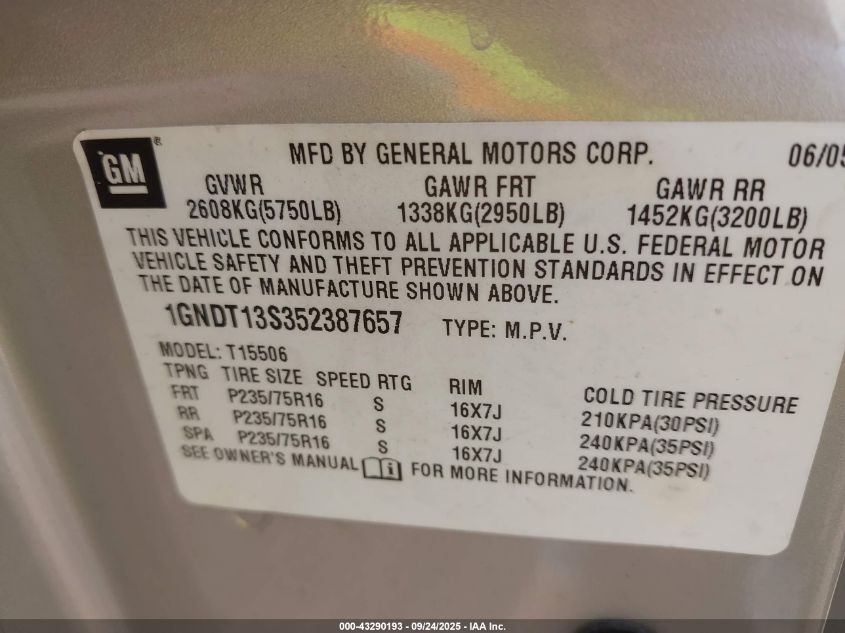 GM®
MFD BY GENERAL MOTORS CORP. 06/05
GVWR GAWR FRT GAWR RR
2608KG(5750LB) 1338KG(2950LB) 1452KG(3200LB)
THIS VEHICLE CONFORMS TO ALL APPLICABLE U.S. FEDERAL MOTOR
VEHICLE SAFETY AND THEFT PREVENTION STANDARDS IN EFFECT ON
THE DATE OF MANUFACTURE SHOWN ABOVE.
1GNDT13S352387657 TYPE: M.P.V.
MODEL: T15506
TPNG TIRE SIZE SPEED RTG RIM COLD TIRE PRESSURE
FRT P235/75R16 S 16X7J 210KPA(30PSI)
RR P235/75R16 S 16X7J 240KPA(35PSI)
SPA P235/75R16 S 16X7J 240KPA(35PSI)
SEE OWNER'S MANUAL FOR MORE INFORMATION.
000-43290193 - 09/24/2025 - IAA Inc.